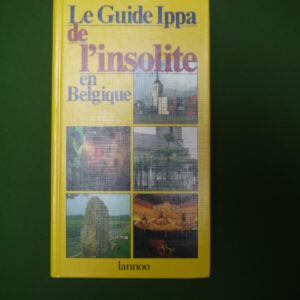 Le Guide Ippa
de
l'insolite
en
Belgique
lannoo